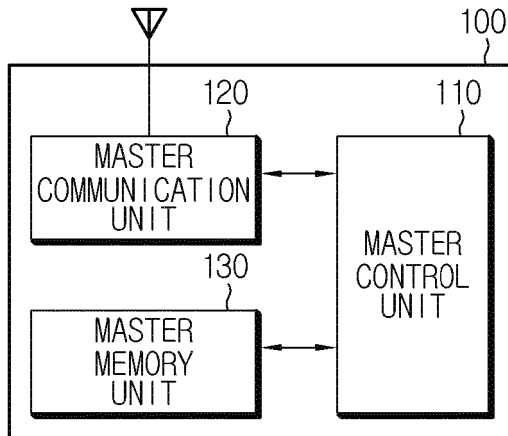 100
120
110
MASTER
COMMUNICATION
UNIT
MASTER
CONTROL
UNIT
130
MASTER
MEMORY
UNIT